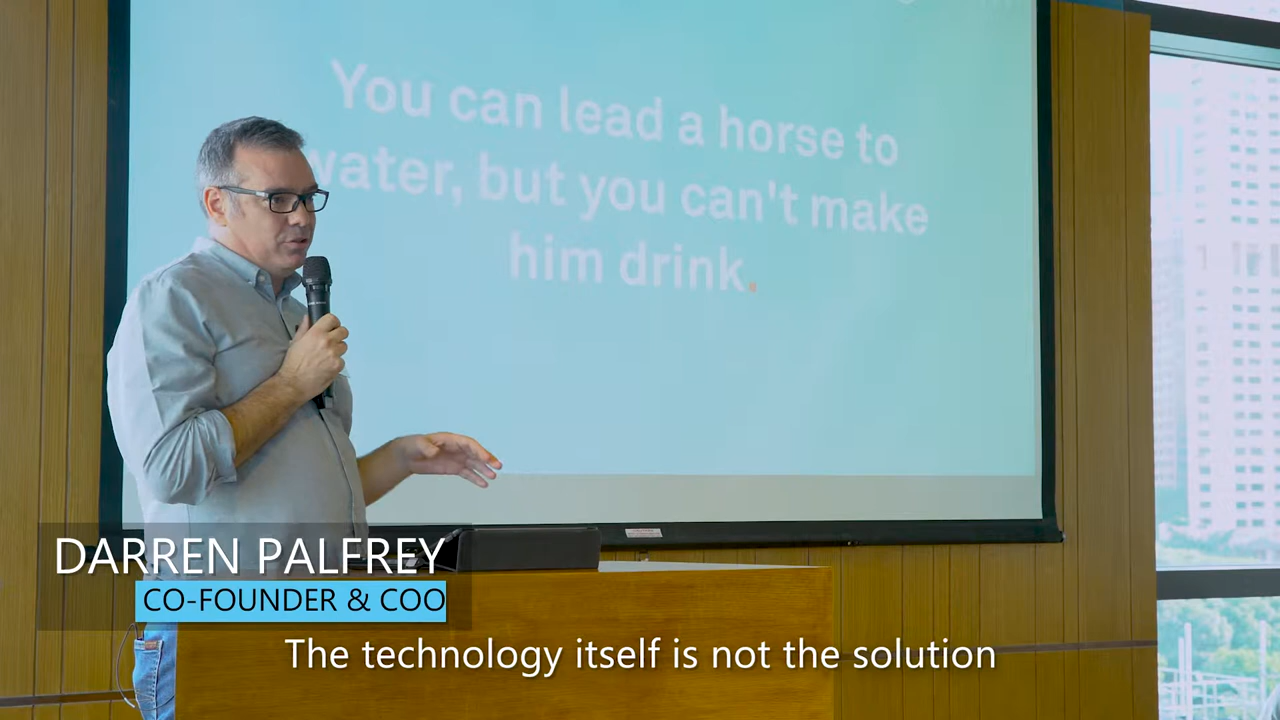 You can lead a horse to
water, but you can't make
him drink.
DARREN PALFREY
CO-FOUNDER & COO
The technology itself is not the solution